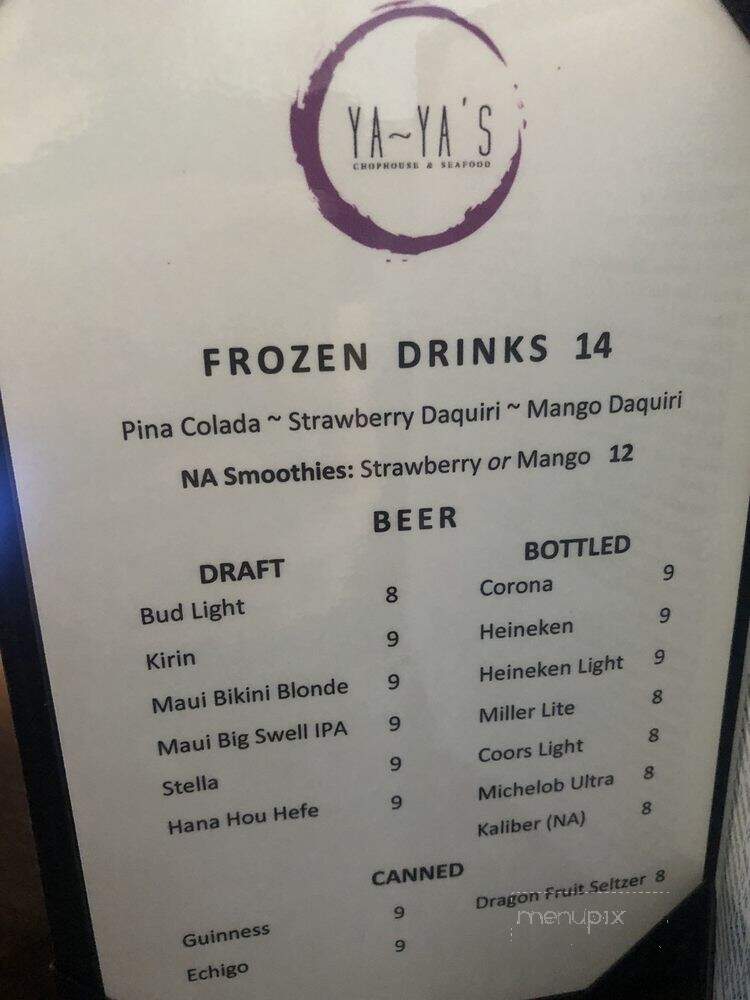 YA~YA'S
CHOPHOUSE & SEAFOOD
FROZEN DRINKS 14
Pina Colada ~ Strawberry Daquiri ~ Mango Daquiri
NA Smoothies: Strawberry or Mango 12
BEER
DRAFT
Bud Light 8
Kirin 9
Maui Bikini Blonde 9
Maui Big Swell IPA 9
Stella 9
Hana Hou Hefe 9
BOTTLED
Corona 9
Heineken 9
Heineken Light 9
Miller Lite 8
Coors Light 8
Michelob Ultra 8
Kaliber (NA) 8
CANNED
Guinness 9
Echigo 9
Dragon Fruit Seltzer 8
menupix